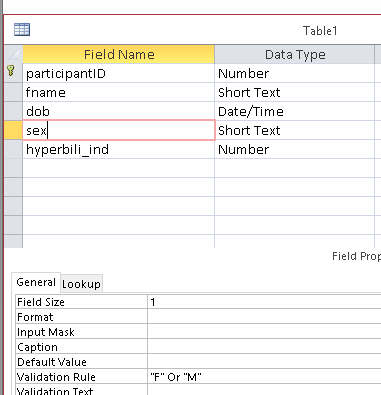 Table1
Field Name Data Type
participantID Number
fname Short Text
dob Date/Time
sex Short Text
hyperbili_ind Number
Field Prop
General Lookup
Field Size 1
Format
Input Mask
Caption
Default Value
Validation Rule "F" Or "M"
Validation Text